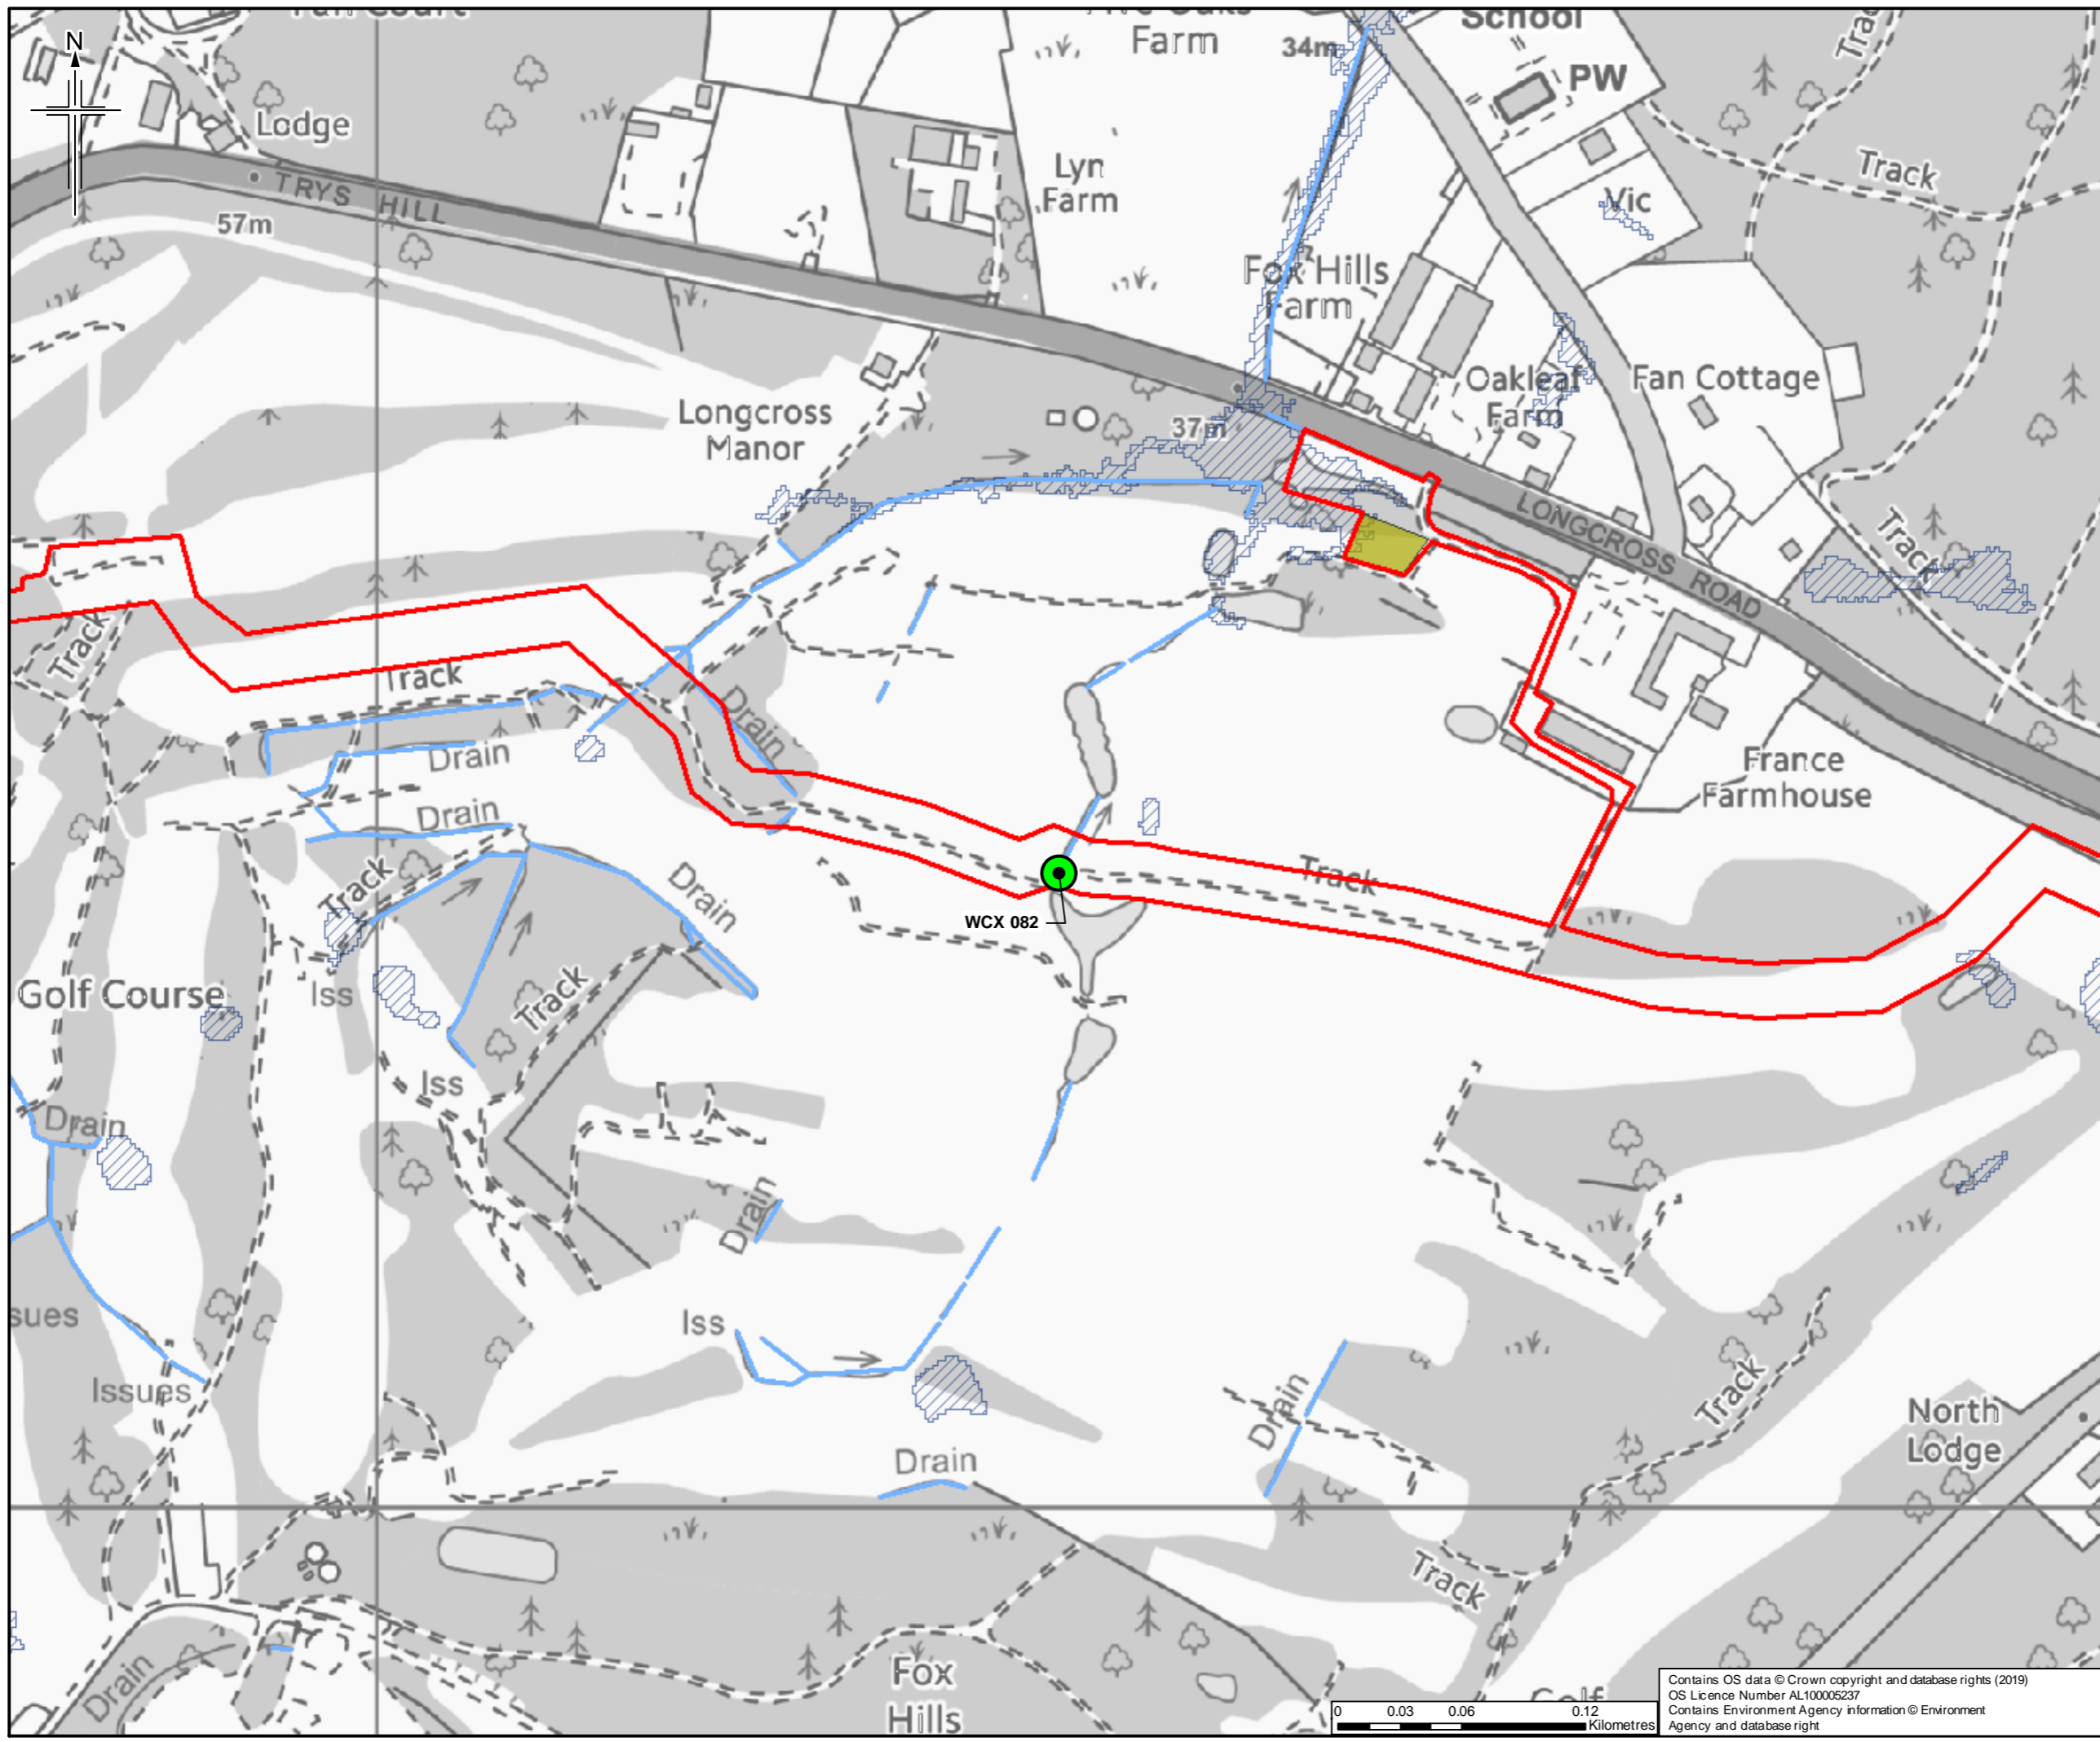 N
Farm
34m
School
PW
Lodge
TRYS HILL
57m
Lyn
Farm
Track
Vic
Fox Hills
Farm
Oakleaf
Farm
Fan Cottage
Longcross
Manor
37m
LONGCROSS ROAD
Track
Track
Track
Drain
Drain
Drain
France
Farmhouse
Track
Track
Drain
WCX 082
Golf Course
Iss
Track
Iss
Drain
Drain
sues
Iss
Issues
Drain
Drain
Track
North
Lodge
Track
Drain
Fox
Hills
0 0.03 0.06 0.12
Kilometres
Contains OS data © Crown copyright and database rights (2019)
OS Licence Number AL100005237
Contains Environment Agency information © Environment
Agency and database right